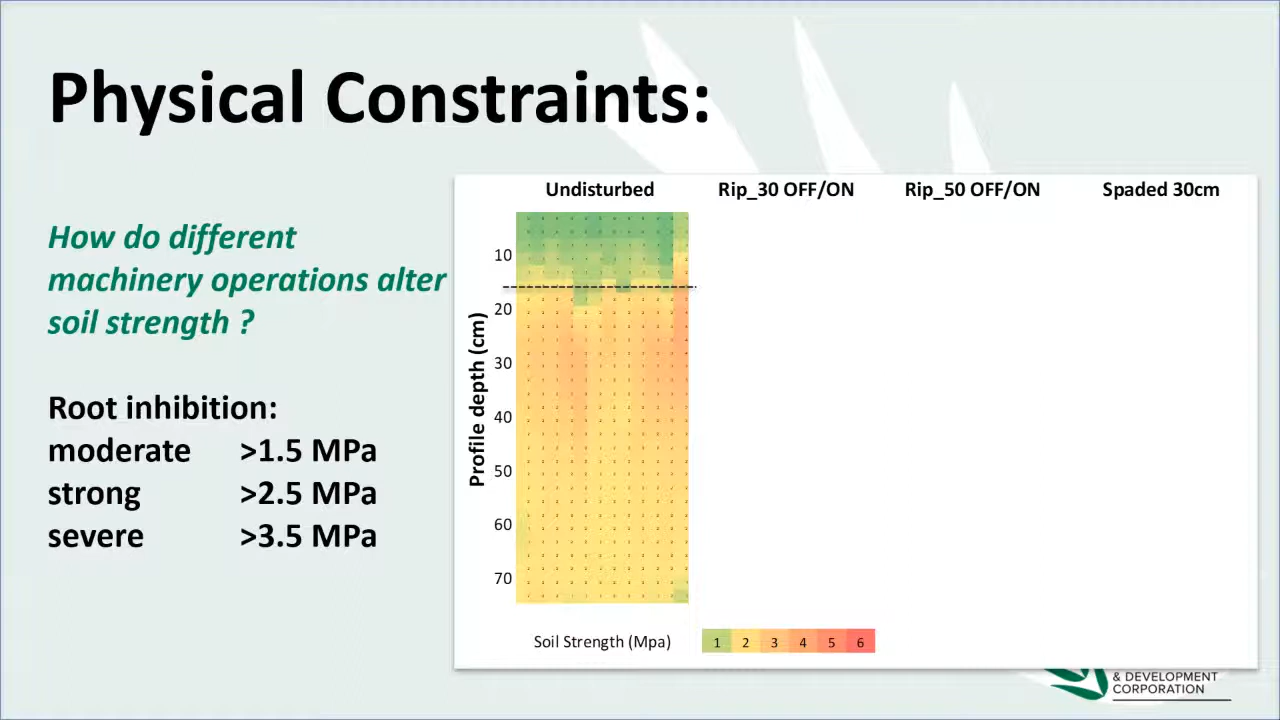 Physical Constraints:
How do different
machinery operations alter
soil strength ?
Root inhibition:
moderate >1.5 MPa
strong >2.5 MPa
severe >3.5 MPa
Undisturbed Rip_30 OFF/ON Rip_50 OFF/ON Spaded 30cm
Profile depth (cm)
10
20
30
40
50
60
70
Soil Strength (Mpa) 1 2 3 4 5 6
& DEVELOPMENT
CORPORATION